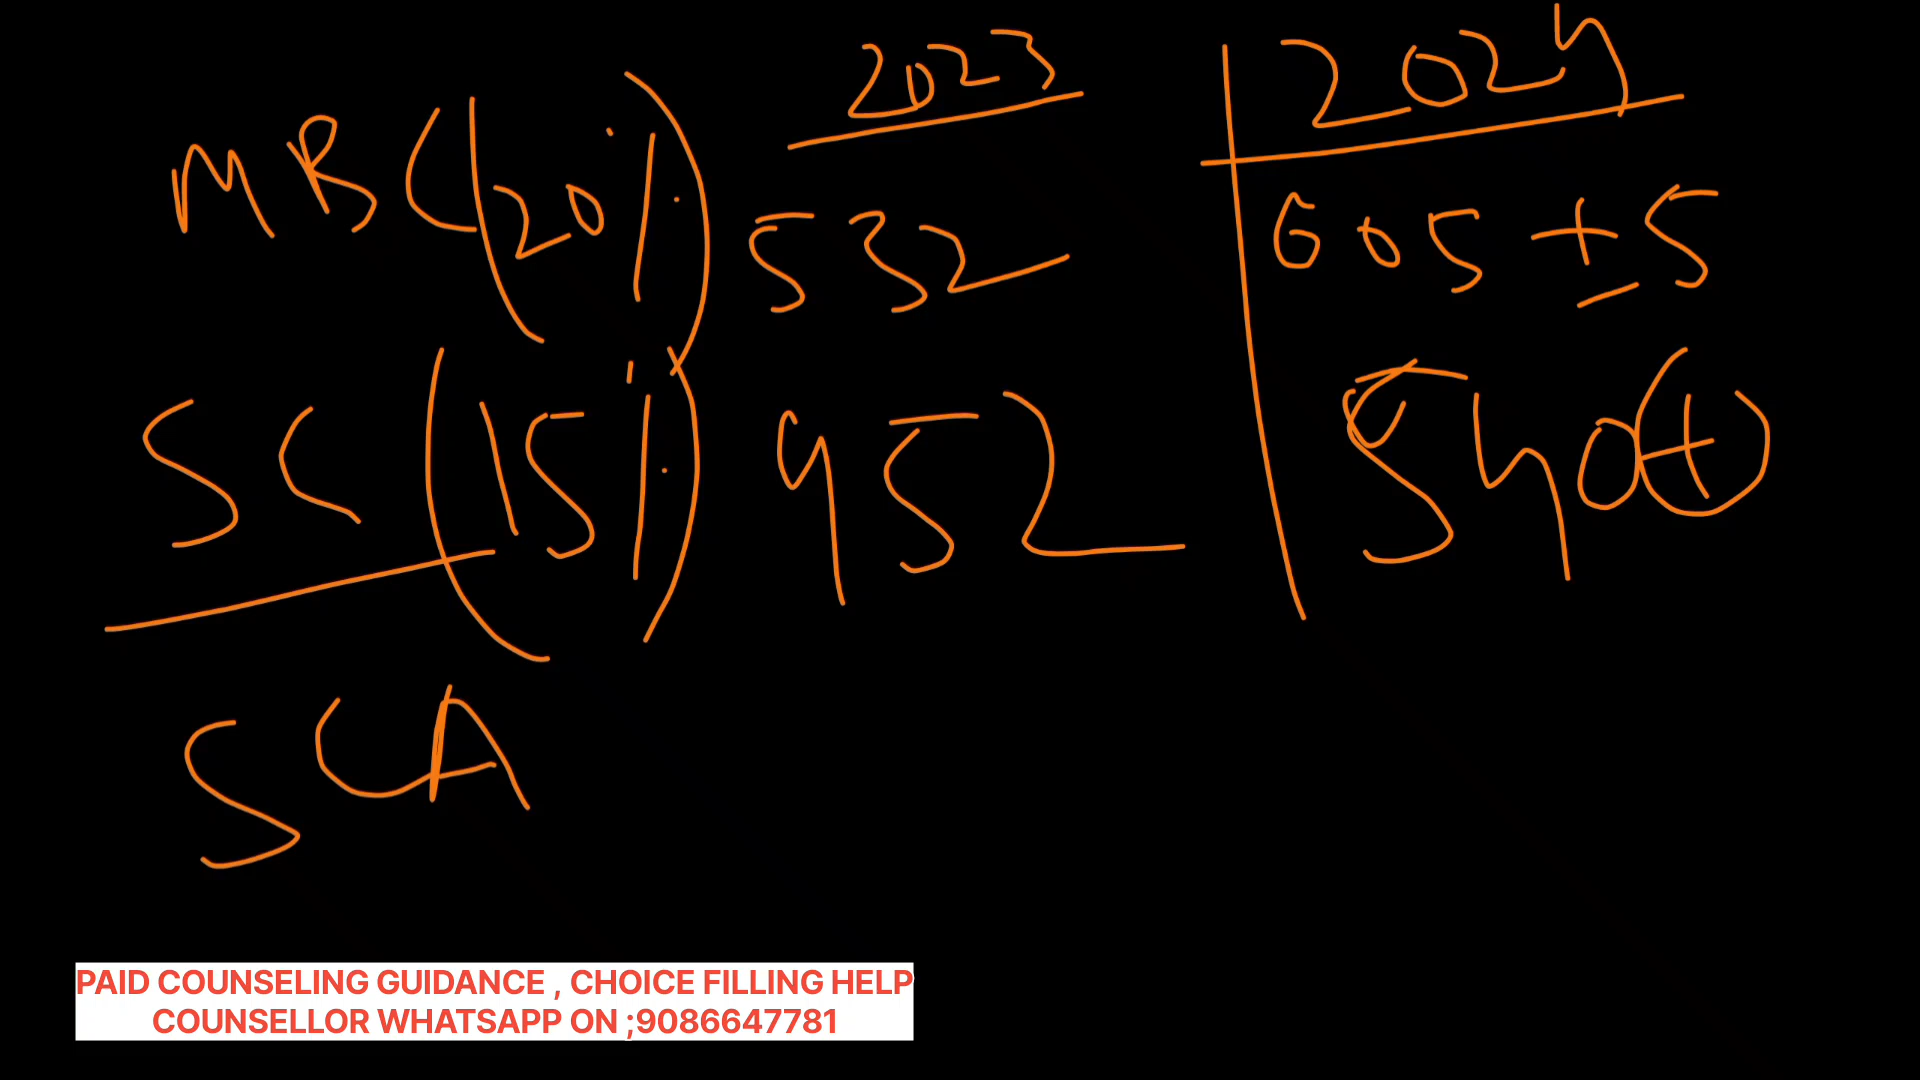 2023 2024
MBC (20%) 532 605 ± 5
SC (15%) 452 540 (+)
SCA
PAID COUNSELING GUIDANCE , CHOICE FILLING HELP
COUNSELLOR WHATSAPP ON ;9086647781